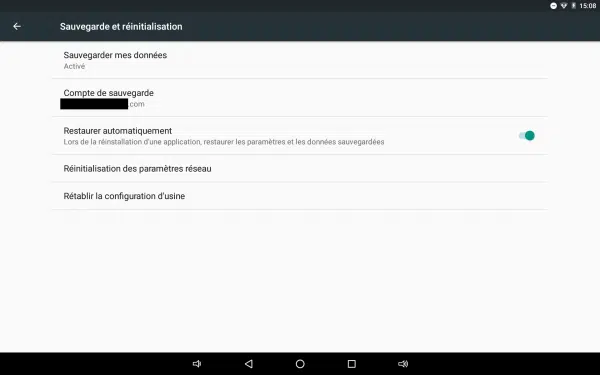 15:08
Sauvegarde et réinitialisation
Sauvegarder mes données
Activé
Compte de sauvegarde
.com
Restaurer automatiquement
Lors de la réinstallation d'une application, restaurer les paramètres et les données sauvegardées
Réinitialisation des paramètres réseau
Rétablir la configuration d'usine